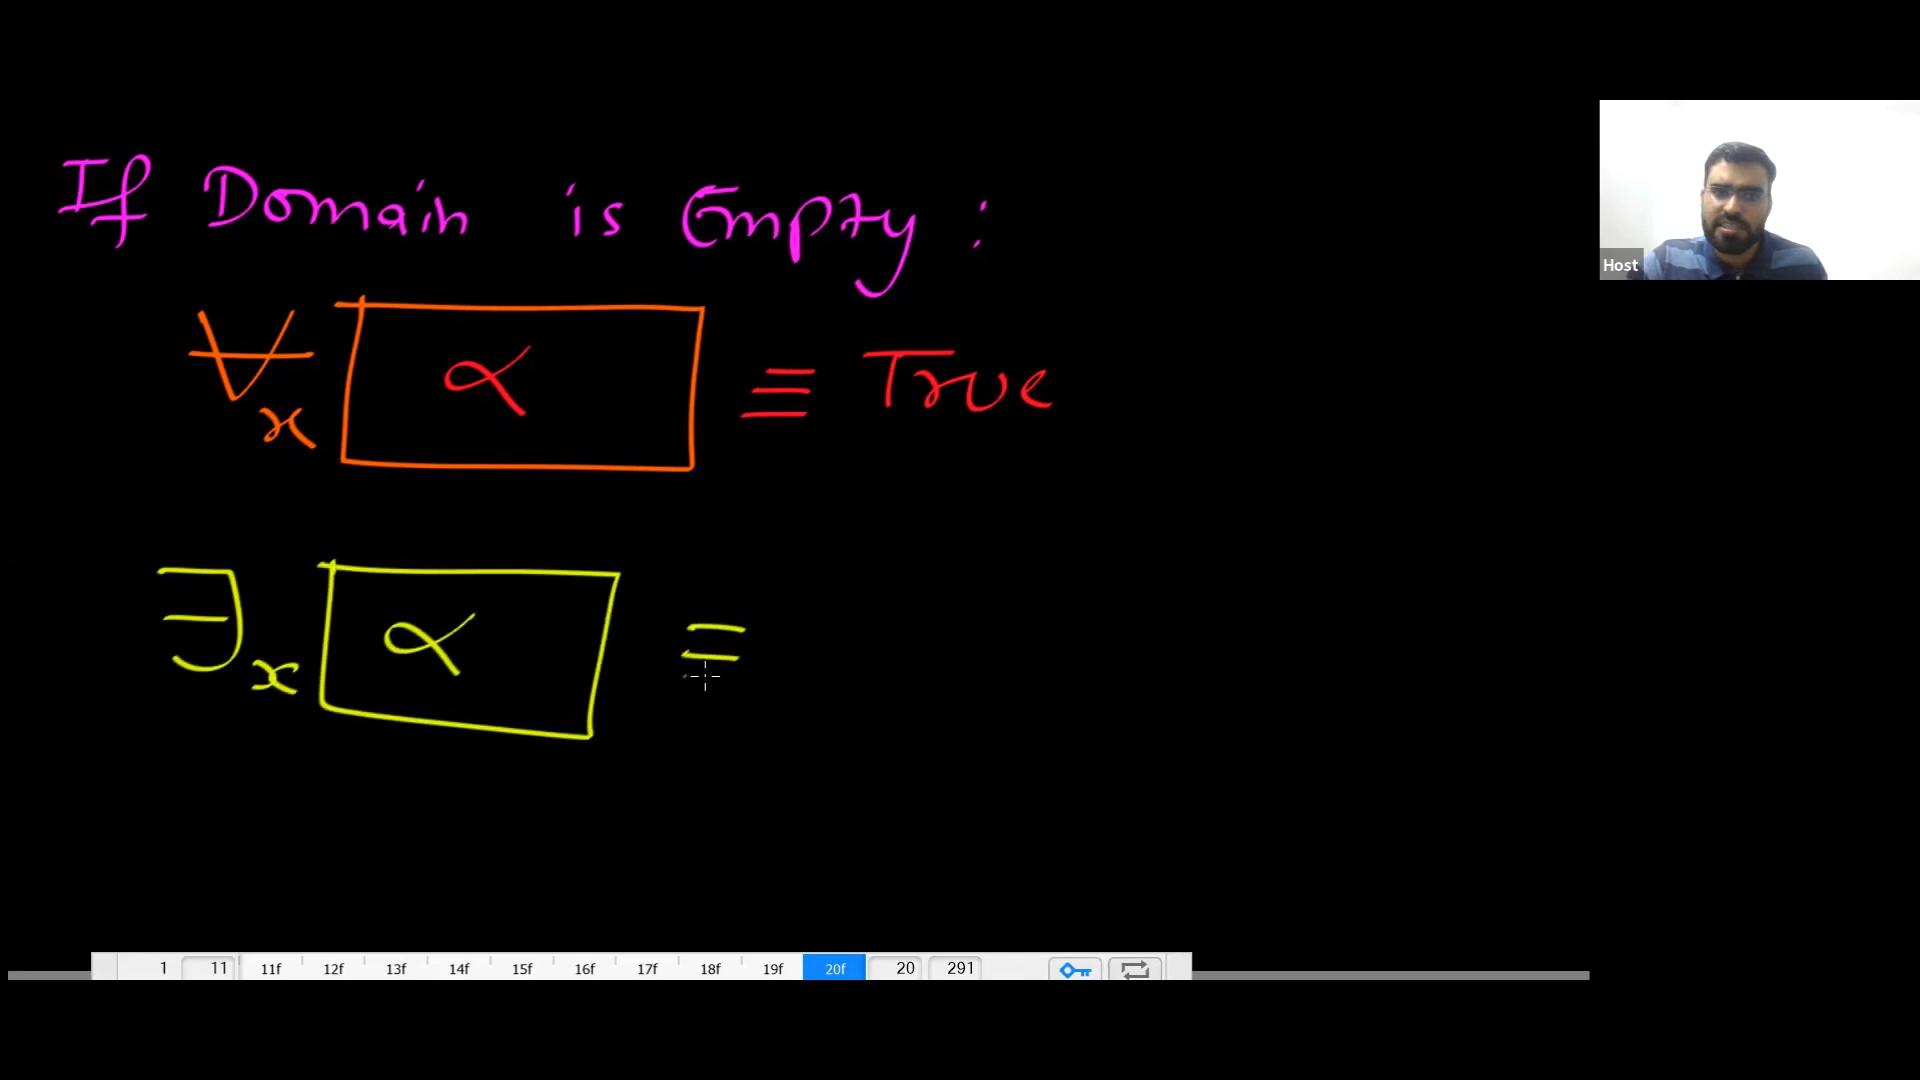 If Domain is Empty :
∀x α ≡ True
∃x α =
Host
1 11 11f 12f 13f 14f 15f 16f 17f 18f 19f 20f 20 291